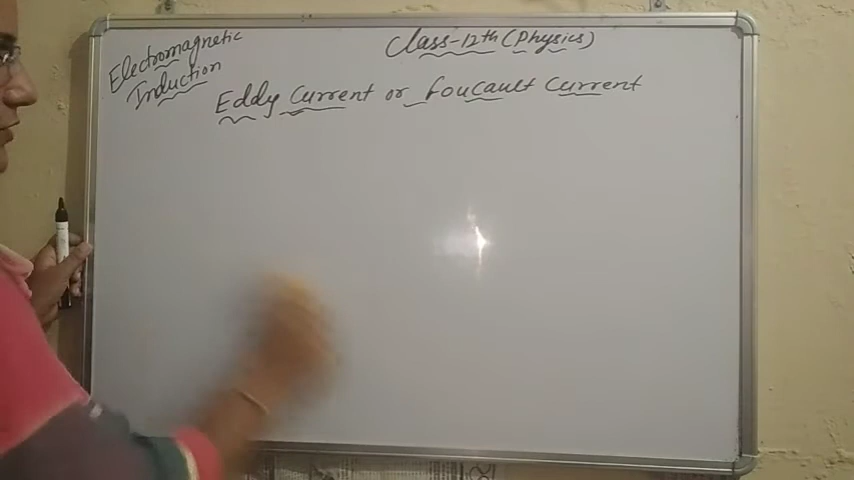 Electromagnetic
Induction
Class-12th (Physics)
Eddy Current or Foucault Current